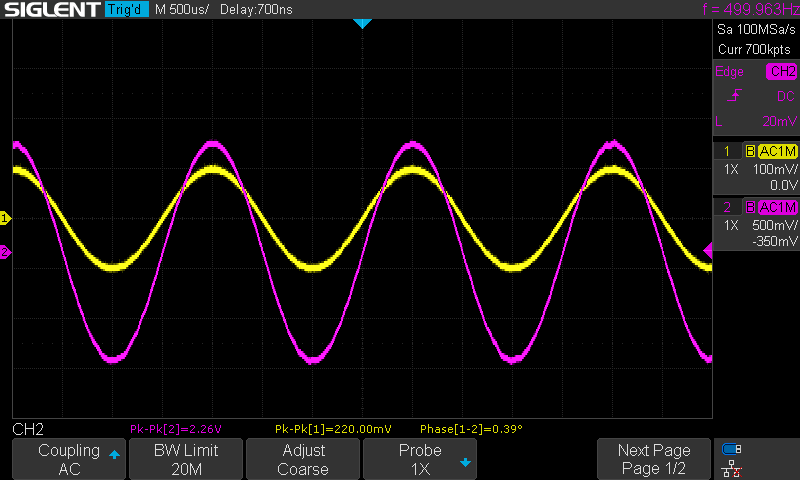 SIGLENT Trig'd M 500us/ Delay:700ns f = 499.963Hz
Sa 100MSa/s
Curr 700kpts
Edge CH2
DC
L 20mV
1 B AC1M
1X 100mV/
0.0V
2 B AC1M
1X 500mV/
-350mV
1
2
CH2 Pk-Pk[2]=2.26V Pk-Pk[1]=220.00mV Phase[1-2]=0.39°
Coupling
AC
BW Limit
20M
Adjust
Coarse
Probe
1X
Next Page
Page 1/2